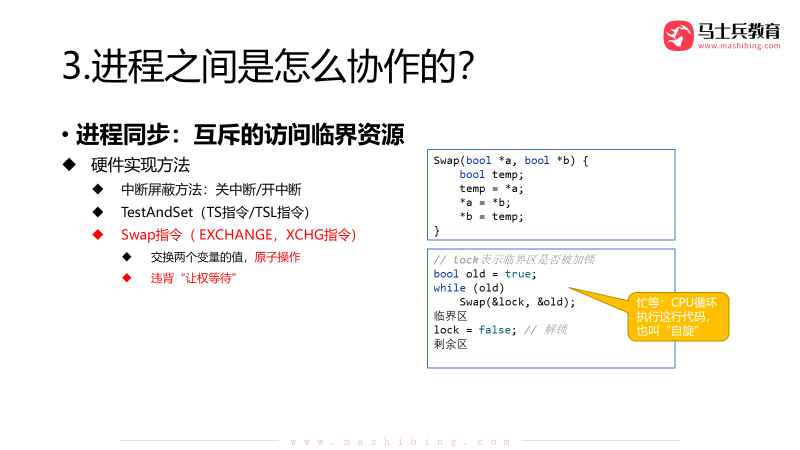 马士兵教育
www.mashibing.com
3.进程之间是怎么协作的？
• 进程同步：互斥的访问临界资源
◆ 硬件实现方法
◆ 中断屏蔽方法：关中断/开中断
◆ TestAndSet（TS指令/TSL指令）
◆ Swap指令（ EXCHANGE，XCHG指令）
◆ 交换两个变量的值，原子操作
◆ 违背“让权等待”
Swap(bool *a, bool *b) {
    bool temp;
    temp = *a;
    *a = *b;
    *b = temp;
}
// Lock表示临界区是否被加锁
bool old = true;
while (old)
    Swap(&lock, &old);
临界区
lock = false; // 解锁
剩余区
忙等：CPU循环
执行这行代码，
也叫“自旋”
www.mashibing.com